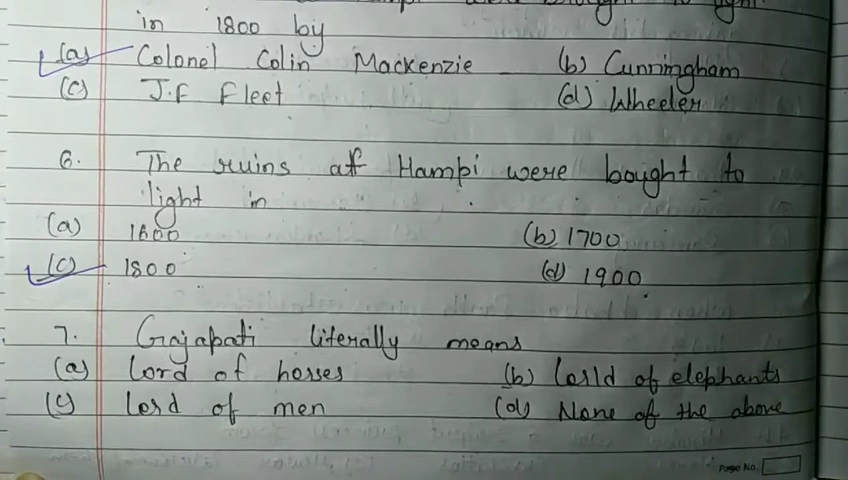 in 1800 by
(a) Colonel Colin Mackenzie (b) Cunningham
(c) J.F Fleet (d) Wheeler
6. The ruins of Hampi were bought to
light in
(a) 1600 (b) 1700
(c) 1800 (d) 1900
7. Gajapati literally means
(a) lord of horses (b) lord of elephants
(c) lord of men (d) None of the above
Page No.